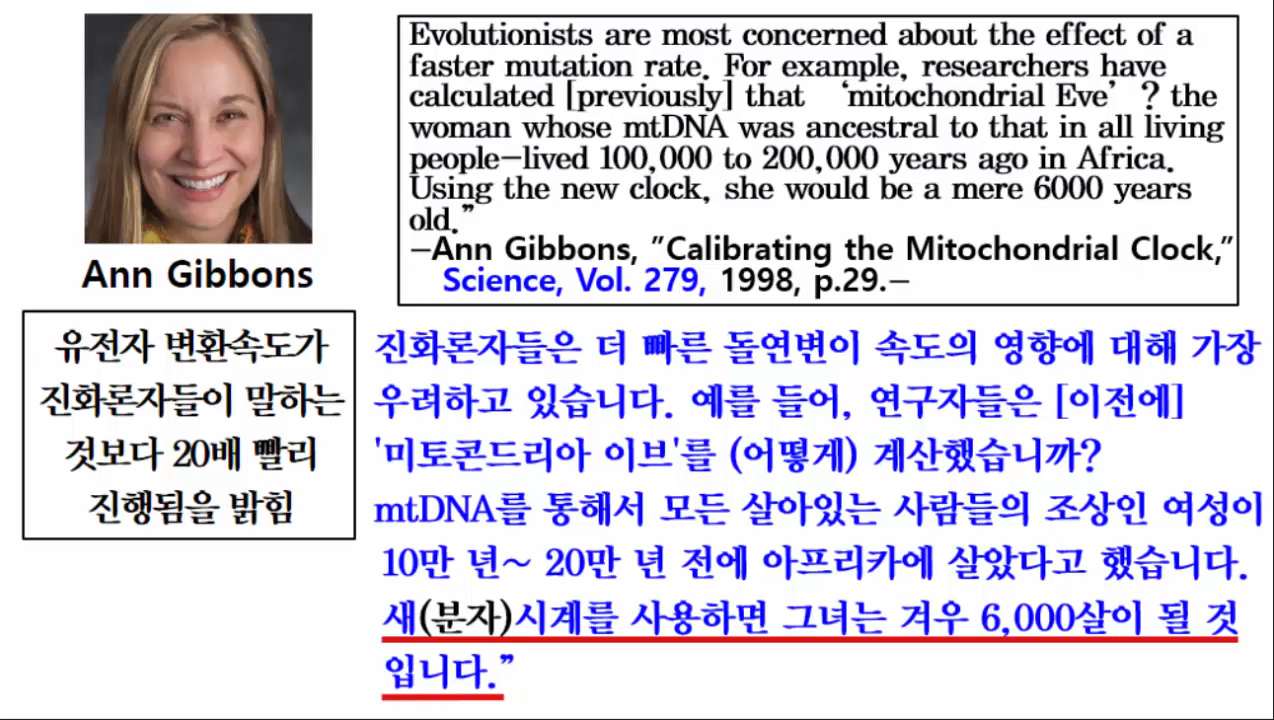 Ann Gibbons
Evolutionists are most concerned about the effect of a
faster mutation rate. For example, researchers have
calculated [previously] that ‘mitochondrial Eve’ ? the
woman whose mtDNA was ancestral to that in all living
people–lived 100,000 to 200,000 years ago in Africa.
Using the new clock, she would be a mere 6000 years
old.”
–Ann Gibbons, ”Calibrating the Mitochondrial Clock,”
Science, Vol. 279, 1998, p.29.–
유전자 변환속도가
진화론자들이 말하는
것보다 20배 빨리
진행됨을 밝힘
진화론자들은 더 빠른 돌연변이 속도의 영향에 대해 가장
우려하고 있습니다. 예를 들어, 연구자들은 [이전에]
'미토콘드리아 이브'를 (어떻게) 계산했습니까?
mtDNA를 통해서 모든 살아있는 사람들의 조상인 여성이
10만 년~ 20만 년 전에 아프리카에 살았다고 했습니다.
새(분자)시계를 사용하면 그녀는 겨우 6,000살이 될 것
입니다.”